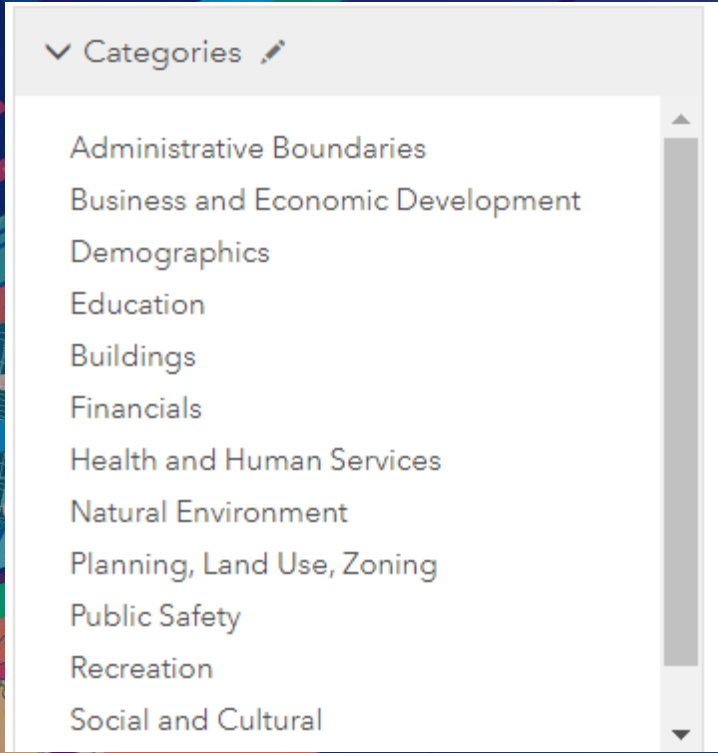 Categories
Administrative Boundaries
Business and Economic Development
Demographics
Education
Buildings
Financials
Health and Human Services
Natural Environment
Planning, Land Use, Zoning
Public Safety
Recreation
Social and Cultural